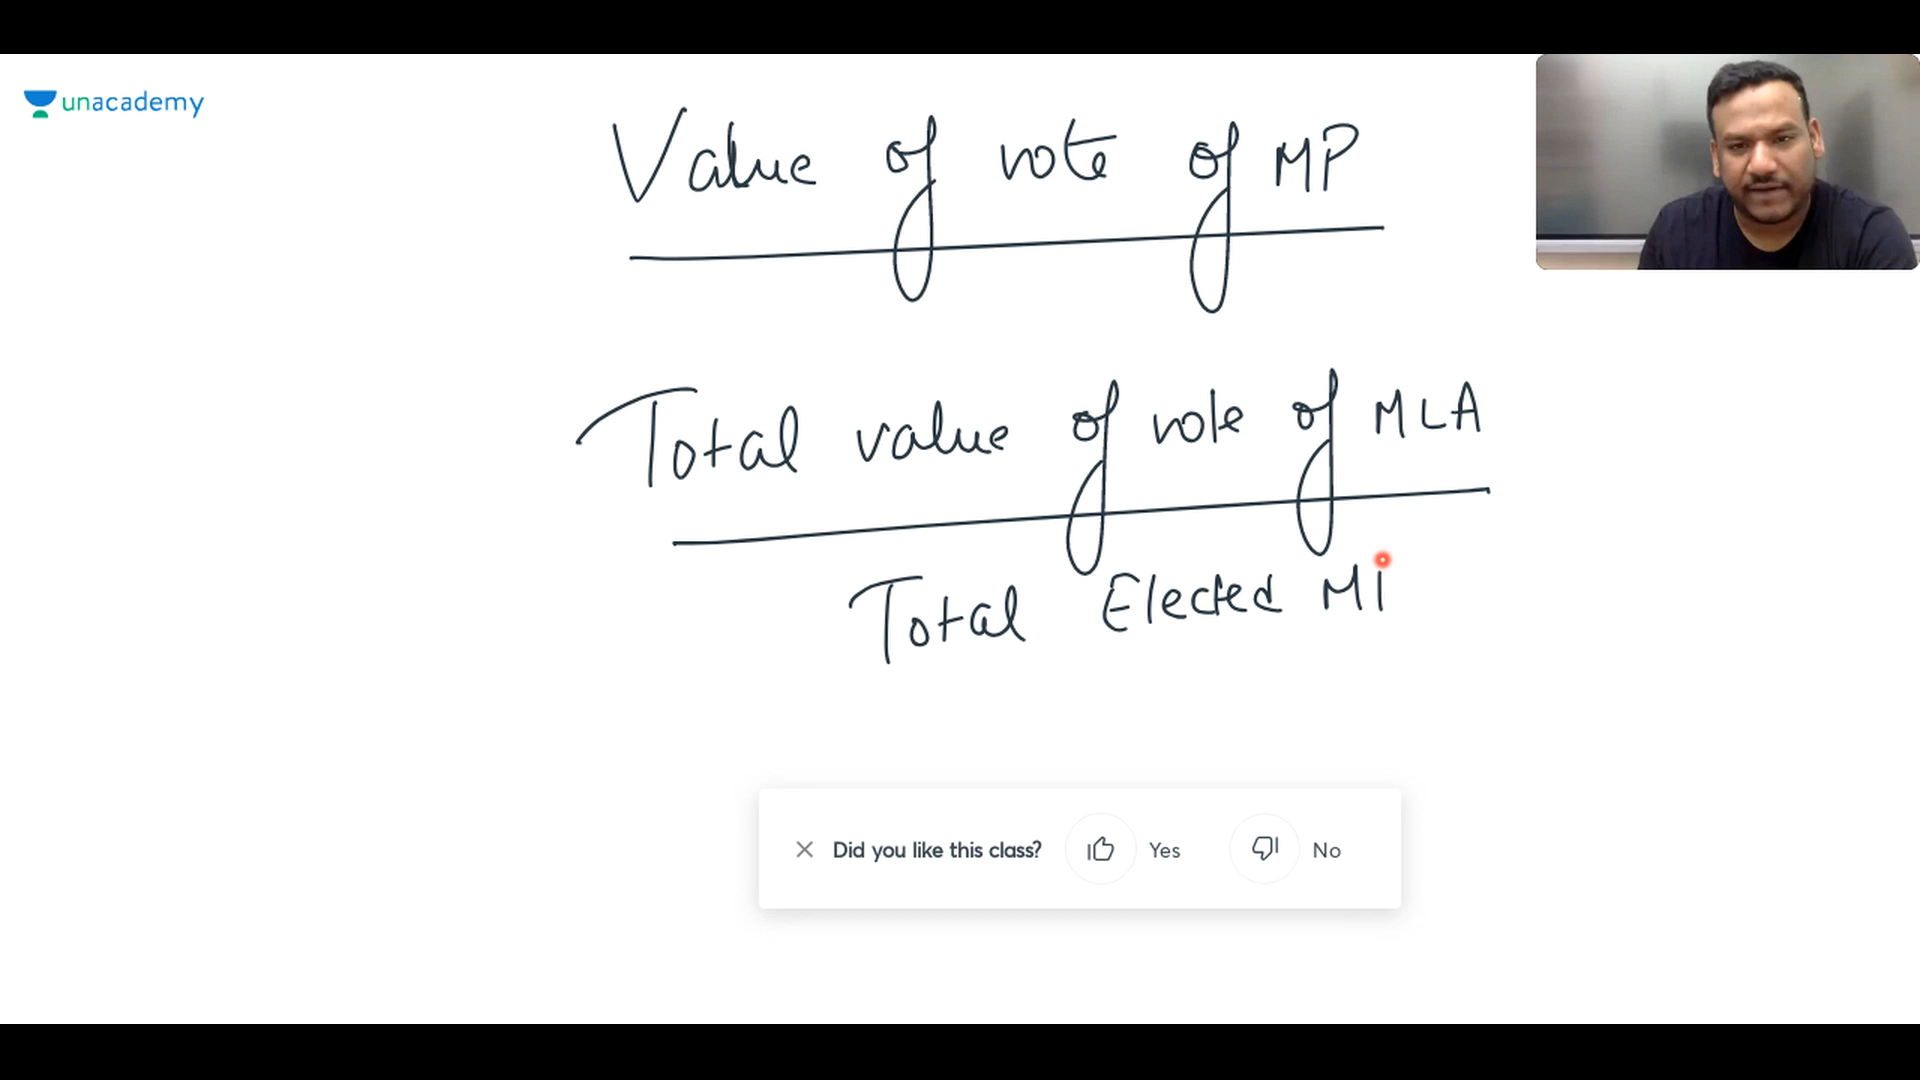 unacademy
Value of vote of MP
Total value of vote of MLA
Total Elected MI
Did you like this class? Yes No